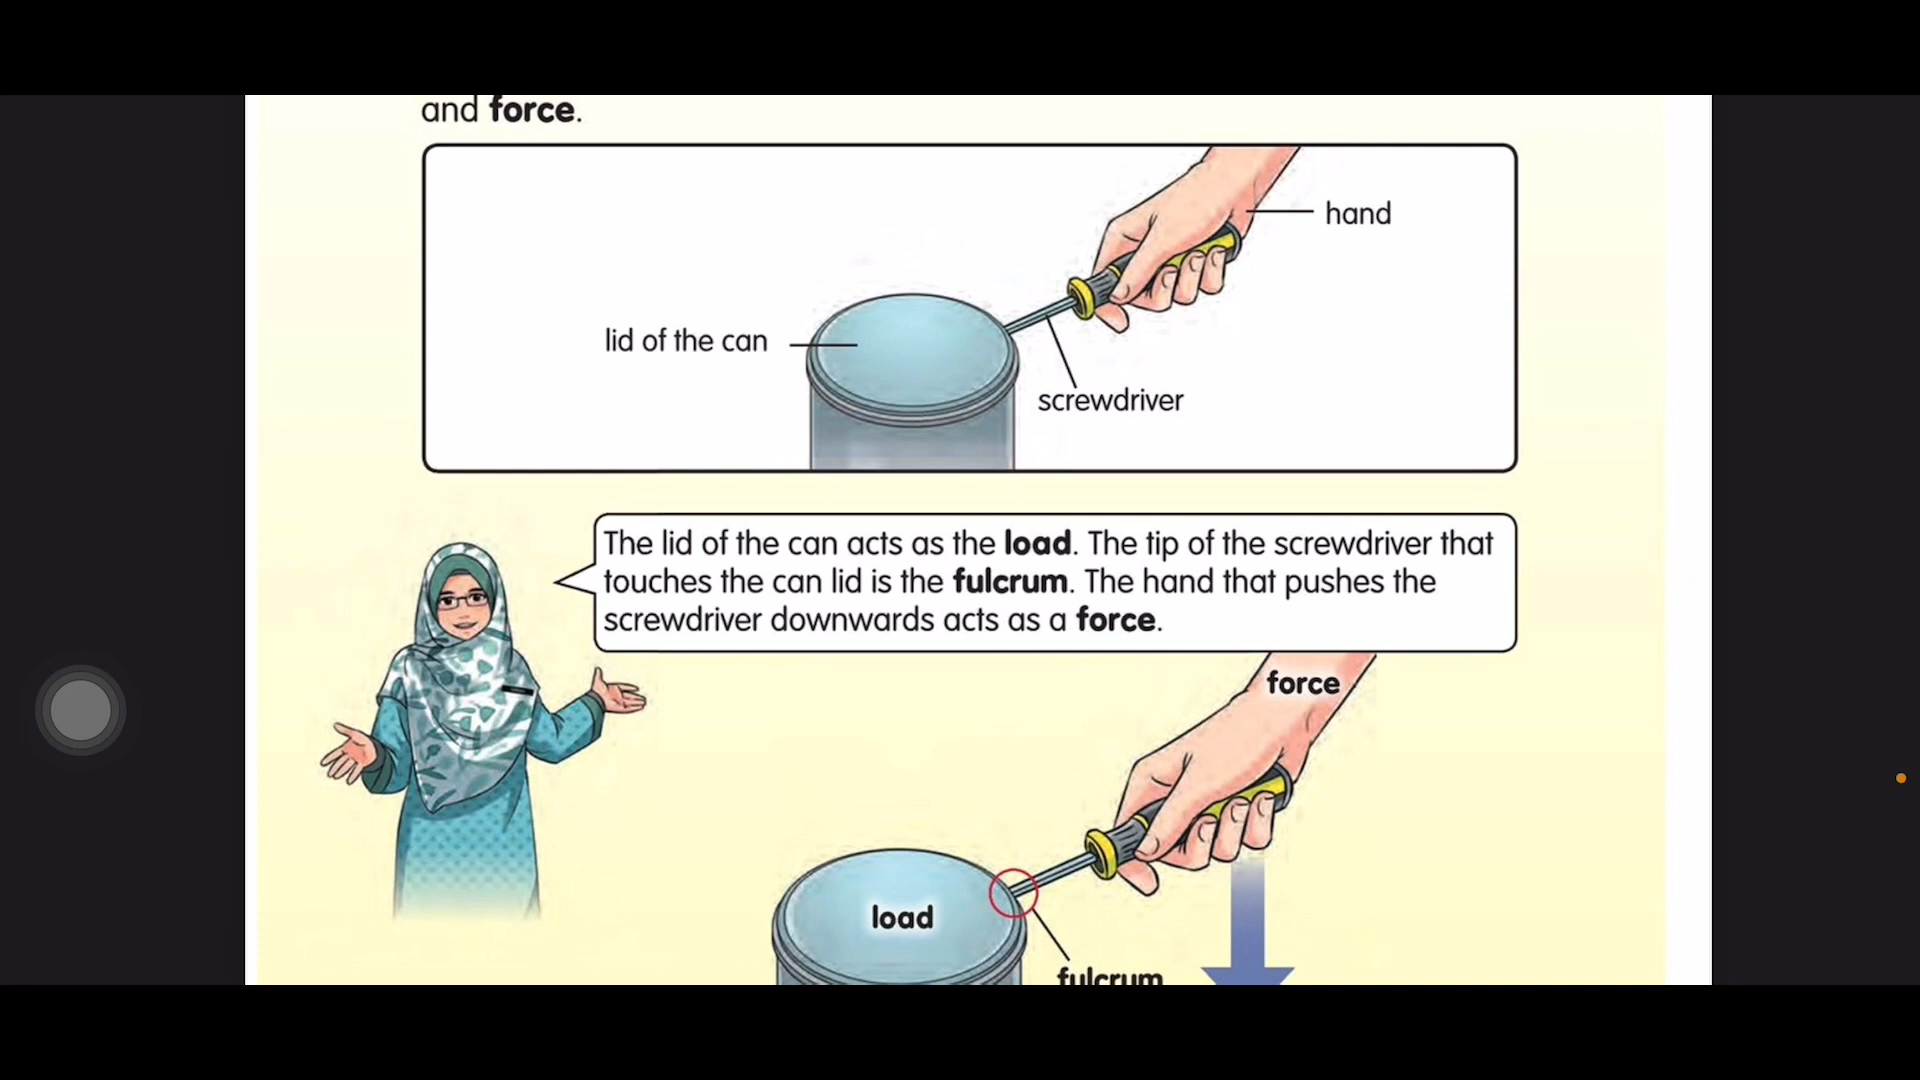 and force.
hand
lid of the can
screwdriver
The lid of the can acts as the load. The tip of the screwdriver that
touches the can lid is the fulcrum. The hand that pushes the
screwdriver downwards acts as a force.
force
load
fulcrum